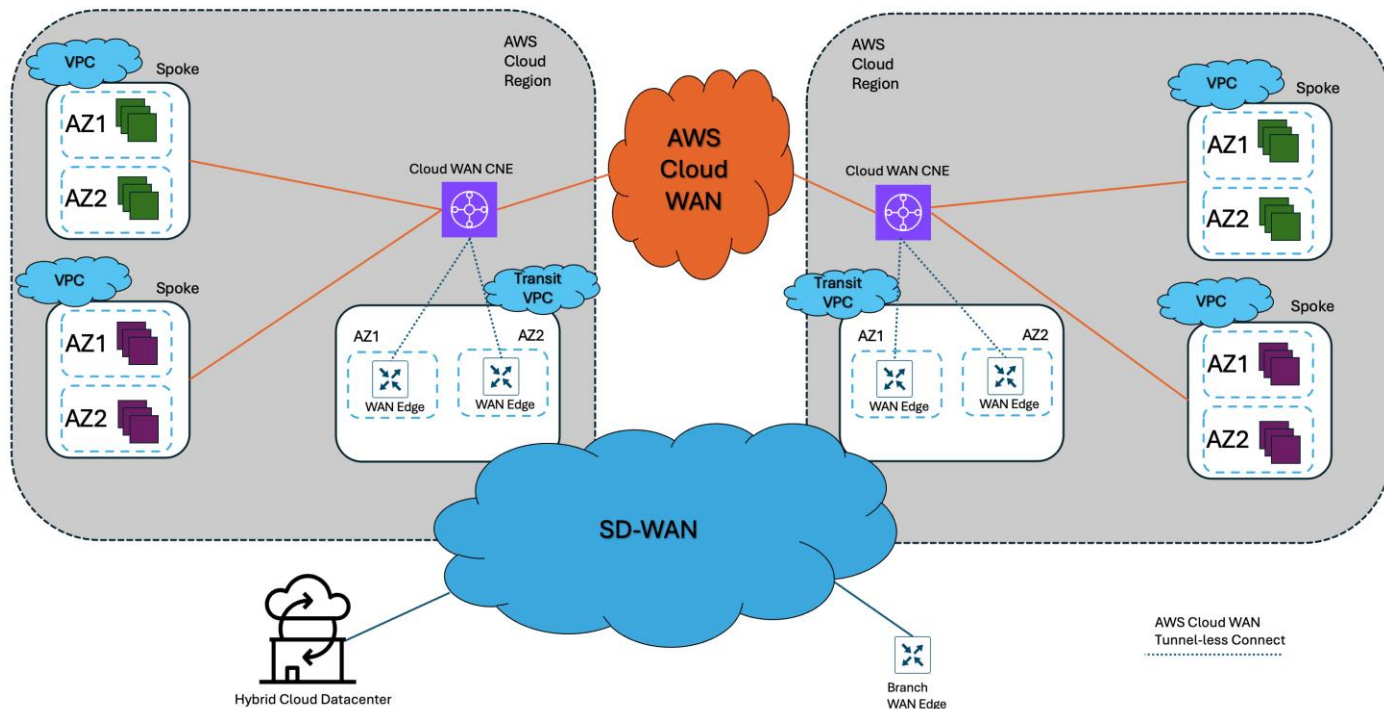 AWS
Cloud
Region
VPC
Spoke
AZ1
AZ2
VPC
Spoke
AZ1
AZ2
Cloud WAN CNE
Transit
VPC
AZ1
AZ2
WAN Edge
WAN Edge
AWS
Cloud
WAN
AWS
Cloud
Region
Cloud WAN CNE
VPC
Spoke
AZ1
AZ2
VPC
Spoke
AZ1
AZ2
Transit
VPC
AZ1
AZ2
WAN Edge
WAN Edge
SD-WAN
Hybrid Cloud Datacenter
Branch
WAN Edge
AWS Cloud WAN
Tunnel-less Connect